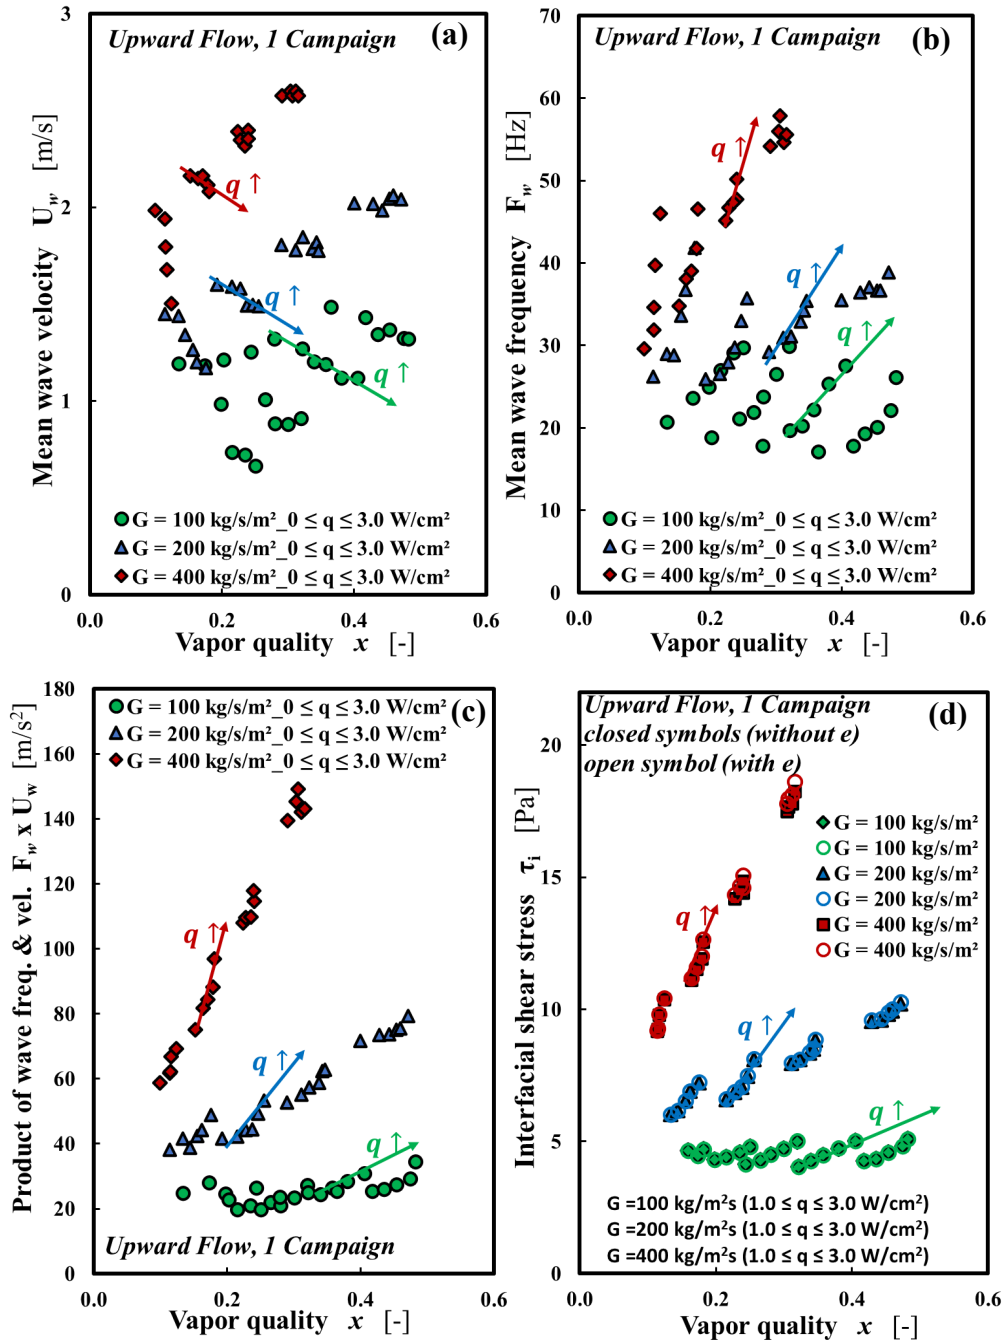 Upward Flow, 1 Campaign
(a)
3
2
1
0
Mean wave velocity U_w [m/s]
q ↑
q ↑
q ↑
G = 100 kg/s/m²_0 ≤ q ≤ 3.0 W/cm²
G = 200 kg/s/m²_0 ≤ q ≤ 3.0 W/cm²
G = 400 kg/s/m²_0 ≤ q ≤ 3.0 W/cm²
0.0 0.2 0.4 0.6
Vapor quality x [-]
Upward Flow, 1 Campaign
(b)
70
60
50
40
30
20
10
0
Mean wave frequency F_w [Hz]
q ↑
q ↑
q ↑
G = 100 kg/s/m²_0 ≤ q ≤ 3.0 W/cm²
G = 200 kg/s/m²_0 ≤ q ≤ 3.0 W/cm²
G = 400 kg/s/m²_0 ≤ q ≤ 3.0 W/cm²
0.0 0.2 0.4 0.6
Vapor quality x [-]
G = 100 kg/s/m²_0 ≤ q ≤ 3.0 W/cm²
G = 200 kg/s/m²_0 ≤ q ≤ 3.0 W/cm²
G = 400 kg/s/m²_0 ≤ q ≤ 3.0 W/cm²
(c)
180
160
140
120
100
80
60
40
20
0
Product of wave freq. & vel. F_w x U_w [m/s²]
q ↑
q ↑
q ↑
Upward Flow, 1 Campaign
0.0 0.2 0.4 0.6
Vapor quality x [-]
Upward Flow, 1 Campaign
closed symbols (without e)
open symbol (with e)
(d)
20
15
10
5
0
Interfacial shear stress τ_i [Pa]
G = 100 kg/s/m²
G = 100 kg/s/m²
G = 200 kg/s/m²
G = 200 kg/s/m²
G = 400 kg/s/m²
G = 400 kg/s/m²
q ↑
q ↑
q ↑
G =100 kg/m²s (1.0 ≤ q ≤ 3.0 W/cm²)
G =200 kg/m²s (1.0 ≤ q ≤ 3.0 W/cm²)
G =400 kg/m²s (1.0 ≤ q ≤ 3.0 W/cm²)
0.0 0.2 0.4 0.6
Vapor quality x [-]